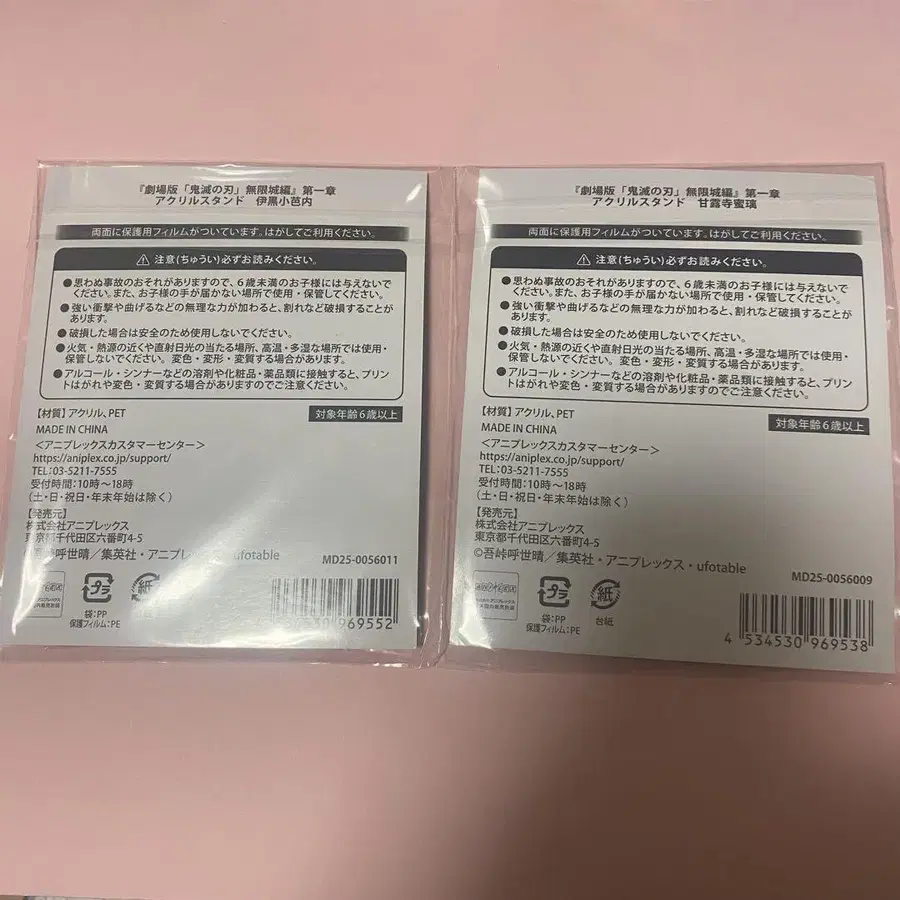 『劇場版「鬼滅の刃」無限城編』第一章
アクリルスタンド 伊黒小芭内
両面に保護用フィルムがついています。はがしてご利用ください。
注意(ちゅうい)必ずお読みください。
●思わぬ事故のおそれがありますので、6歳未満のお子様には与えないで
ください。また、お子様の手が届かない場所で使用・保管してください。
●強い衝撃や曲げるなどの無理な力が加わると、割れなど破損することが
あります。
●破損した場合は安全のため使用しないでください。
●火気・熱源の近くや直射日光の当たる場所、高温・多湿な場所では使用・
保管しないでください。変色・変形・変質する場合があります。
●アルコール・シンナーなどの溶剤や化粧品・薬品類に接触すると、プリン
トはがれや変色・変質する場合がありますのでご注意ください。
【材質】アクリル、PET
対象年齢6歳以上
MADE IN CHINA
＜アニプレックスカスタマーセンター＞
https://aniplex.co.jp/support/
TEL:03-5211-7555
受付時間:10時～18時
(土・日・祝日・年末年始は除く)
【発売元】
株式会社アニプレックス
東京都千代田区六番町4-5
吾峠呼世晴／集英社・アニプレックス・ufotable
MD25-0056011
プラ
紙
袋:PP
保護フィルム:PE
969552
『劇場版「鬼滅の刃」無限城編』第一章
アクリルスタンド 甘露寺蜜璃
両面に保護用フィルムがついています。はがしてご利用ください。
注意(ちゅうい)必ずお読みください。
●思わぬ事故のおそれがありますので、6歳未満のお子様には与えないで
ください。また、お子様の手が届かない場所で使用・保管してください。
●強い衝撃や曲げるなどの無理な力が加わると、割れなど破損することが
あります。
●破損した場合は安全のため使用しないでください。
●火気・熱源の近くや直射日光の当たる場所、高温・多湿な場所では使用・
保管しないでください。変色・変形・変質する場合があります。
●アルコール・シンナーなどの溶剤や化粧品・薬品類に接触すると、プリン
トはがれや変色・変質する場合がありますのでご注意ください。
【材質】アクリル、PET
対象年齢6歳以上
MADE IN CHINA
＜アニプレックスカスタマーセンター＞
https://aniplex.co.jp/support/
TEL:03-5211-7555
受付時間:10時～18時
(土・日・祝日・年末年始は除く)
【発売元】
株式会社アニプレックス
東京都千代田区六番町4-5
©吾峠呼世晴／集英社・アニプレックス・ufotable
MD25-0056009
プラ
紙
袋:PP
保護フィルム:PE
台紙
4 534530 969538